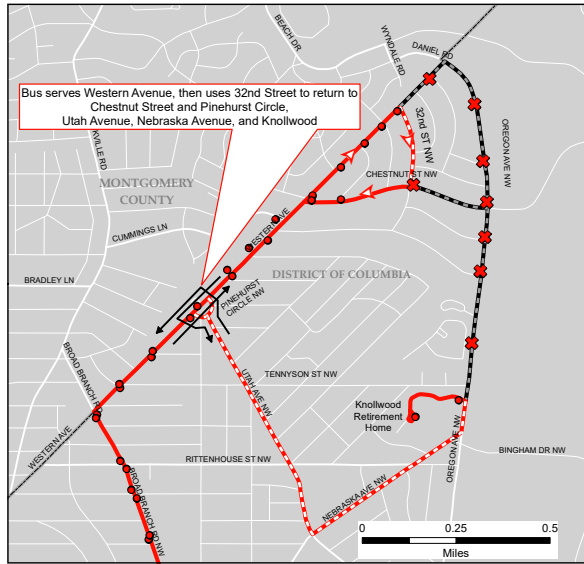 BEACH DR
WYNDALE RD
DANIEL RD
Bus serves Western Avenue, then uses 32nd Street to return to
Chestnut Street and Pinehurst Circle,
Utah Avenue, Nebraska Avenue, and Knollwood
32nd ST NW
OREGON AVE NW
KVILLE RD
CHESTNUT ST NW
MONTGOMERY
COUNTY
WESTERN AVE
CUMMINGS LN
DISTRICT OF COLUMBIA
BRADLEY LN
PINEHURST
CIRCLE NW
BROAD BRANCH RD
TENNYSON ST NW
UTAH AVE NW
Knollwood
Retirement
Home
WESTERN AVE
OREGON AVE NW
BINGHAM DR NW
RITTENHOUSE ST NW
NEBRASKA AVE NW
BROAD BRANCH RD NW
0 0.25 0.5
Miles